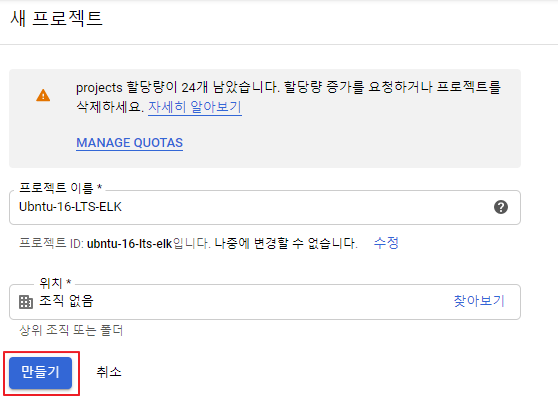 새 프로젝트
projects 할당량이 24개 남았습니다. 할당량 증가를 요청하거나 프로젝트를
삭제하세요. 자세히 알아보기
MANAGE QUOTAS
프로젝트 이름 *
Ubntu-16-LTS-ELK
프로젝트 ID: ubntu-16-lts-elk입니다. 나중에 변경할 수 없습니다. 수정
위치 *
조직 없음 찾아보기
상위 조직 또는 폴더
만들기 취소